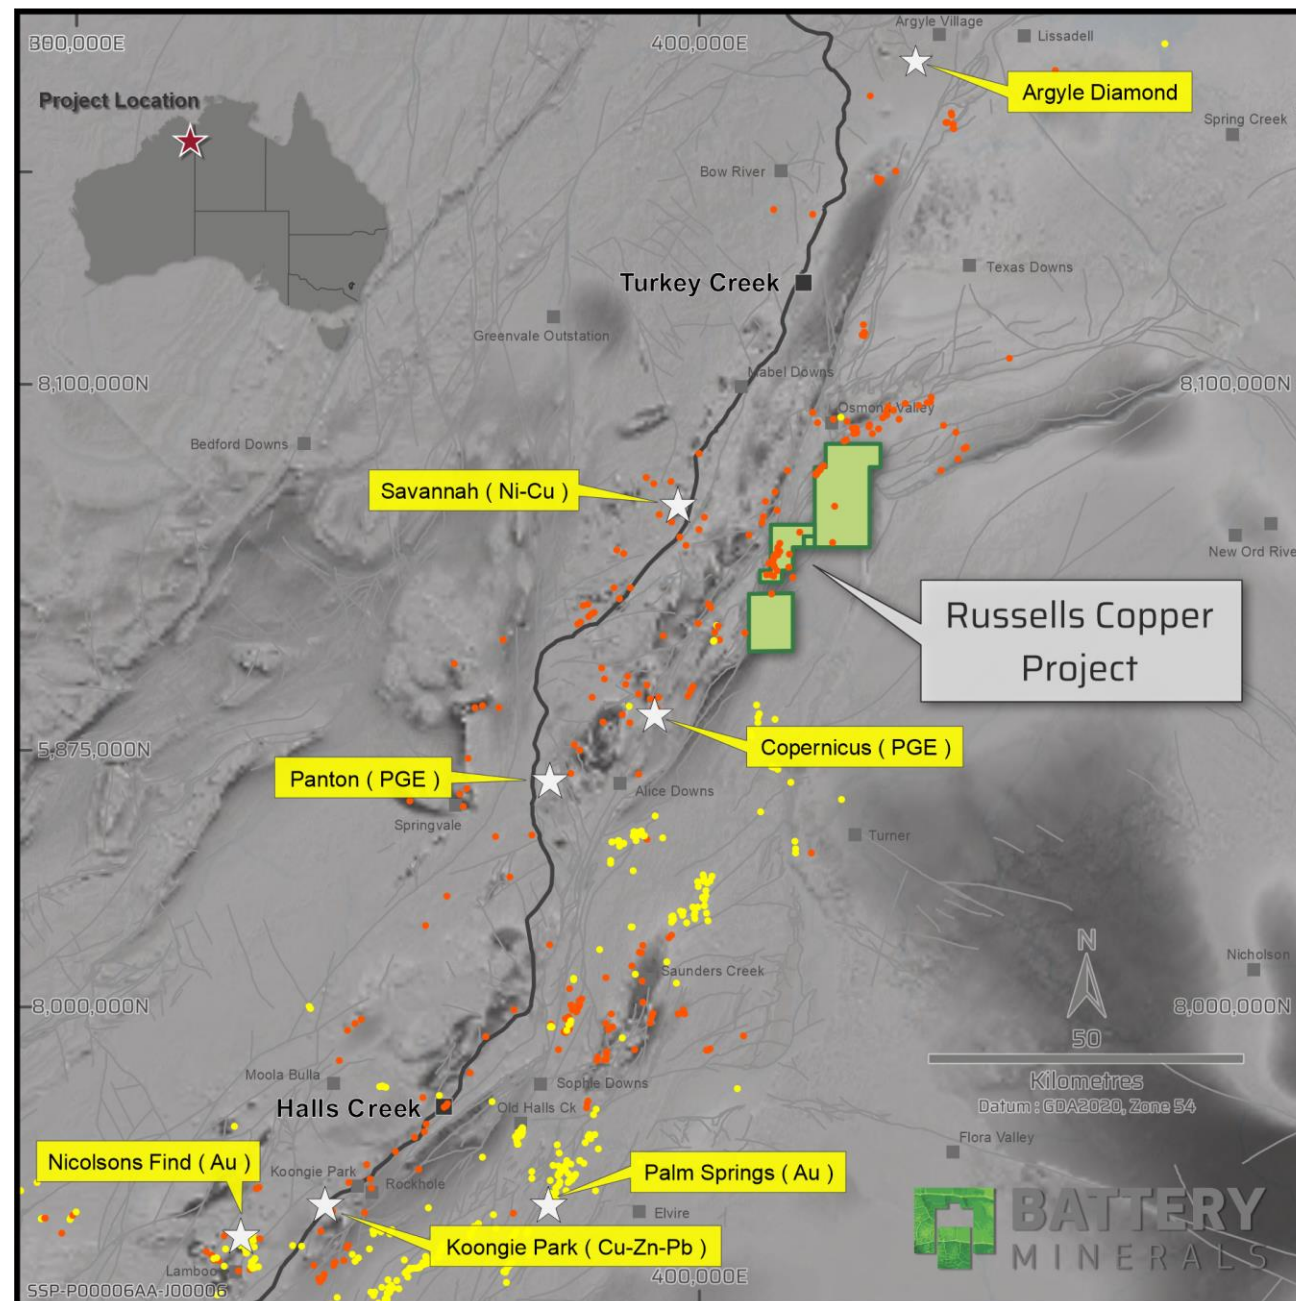 300,000E
400,000E
Argyle Village
Lissadell
Argyle Diamond
Project Location
Spring Creek
Bow River
Turkey Creek
Texas Downs
Greenvale Outstation
Mabel Downs
8,100,000N
8,100,000N
Osmond Valley
Bedford Downs
Savannah ( Ni-Cu )
New Ord Rive
Russells Copper
Project
Copernicus ( PGE )
5,875,000N
Panton ( PGE )
Alice Downs
Springvale
Turner
N
Nicholson
Saunders Creek
8,000,000N
8,000,000N
50
Kilometres
Datum : GDA2020, Zone 54
Moola Bulla
Sophie Downs
Halls Creek
Old Halls Ck
Flora Valley
Nicolsons Find ( Au )
Koongie Park
Rockhole
Palm Springs ( Au )
Elvire
Koongie Park ( Cu-Zn-Pb )
BATTERY
MINERALS
Lamboo
400,000E
SSP-P00006AA-J00006